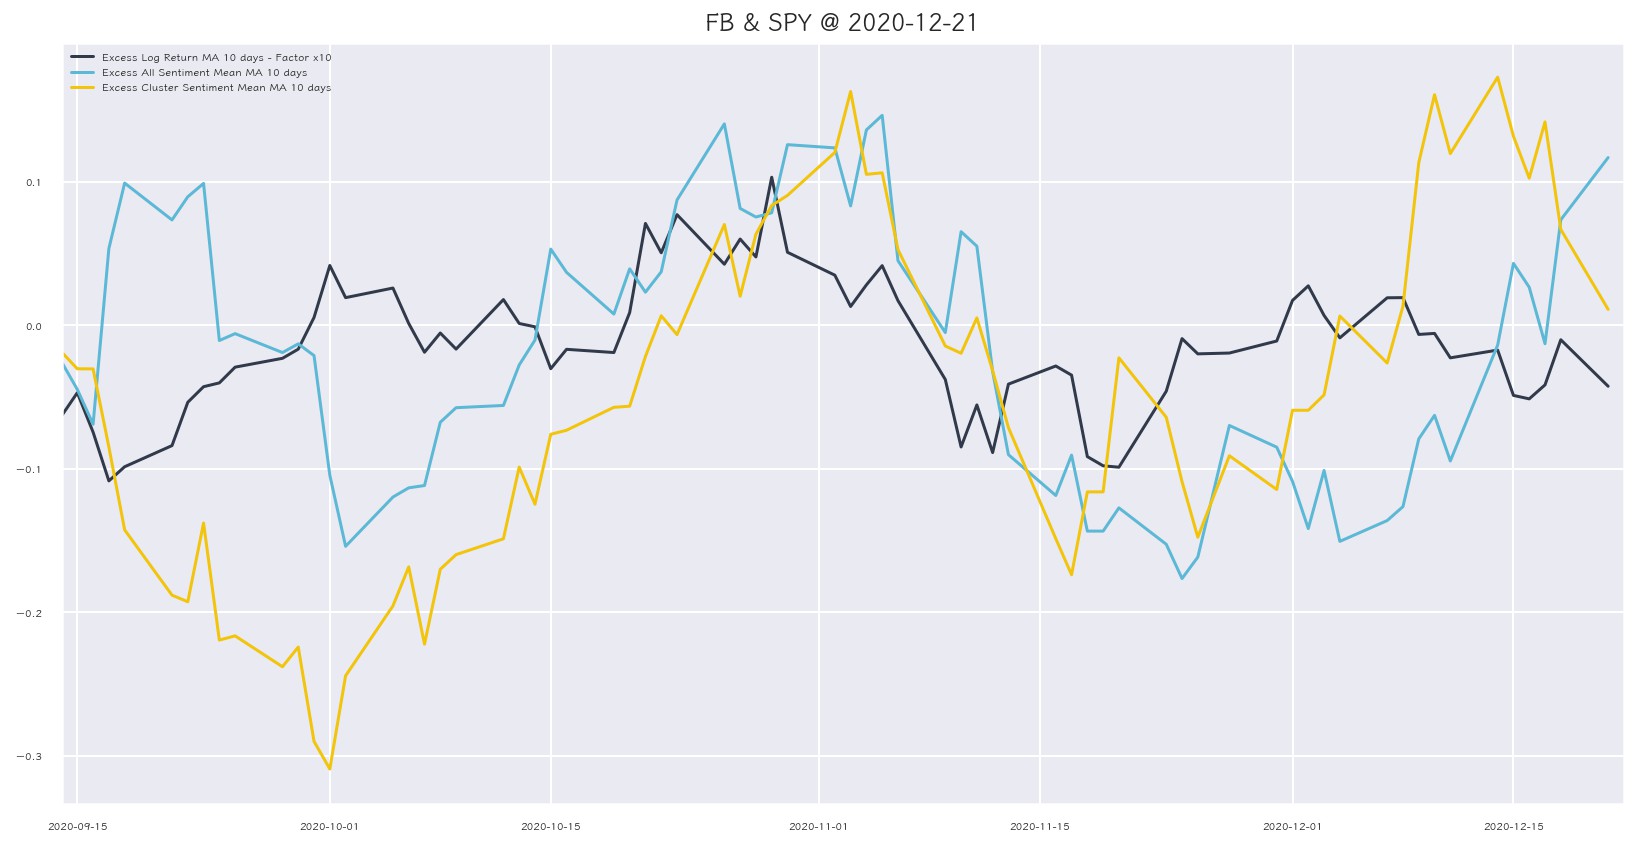 FB & SPY @ 2020-12-21
Excess Log Return MA 10 days - Factor x10
Excess All Sentiment Mean MA 10 days
Excess Cluster Sentiment Mean MA 10 days
0.1
0.0
−0.1
−0.2
−0.3
2020-09-15 2020-10-01 2020-10-15 2020-11-01 2020-11-15 2020-12-01 2020-12-15